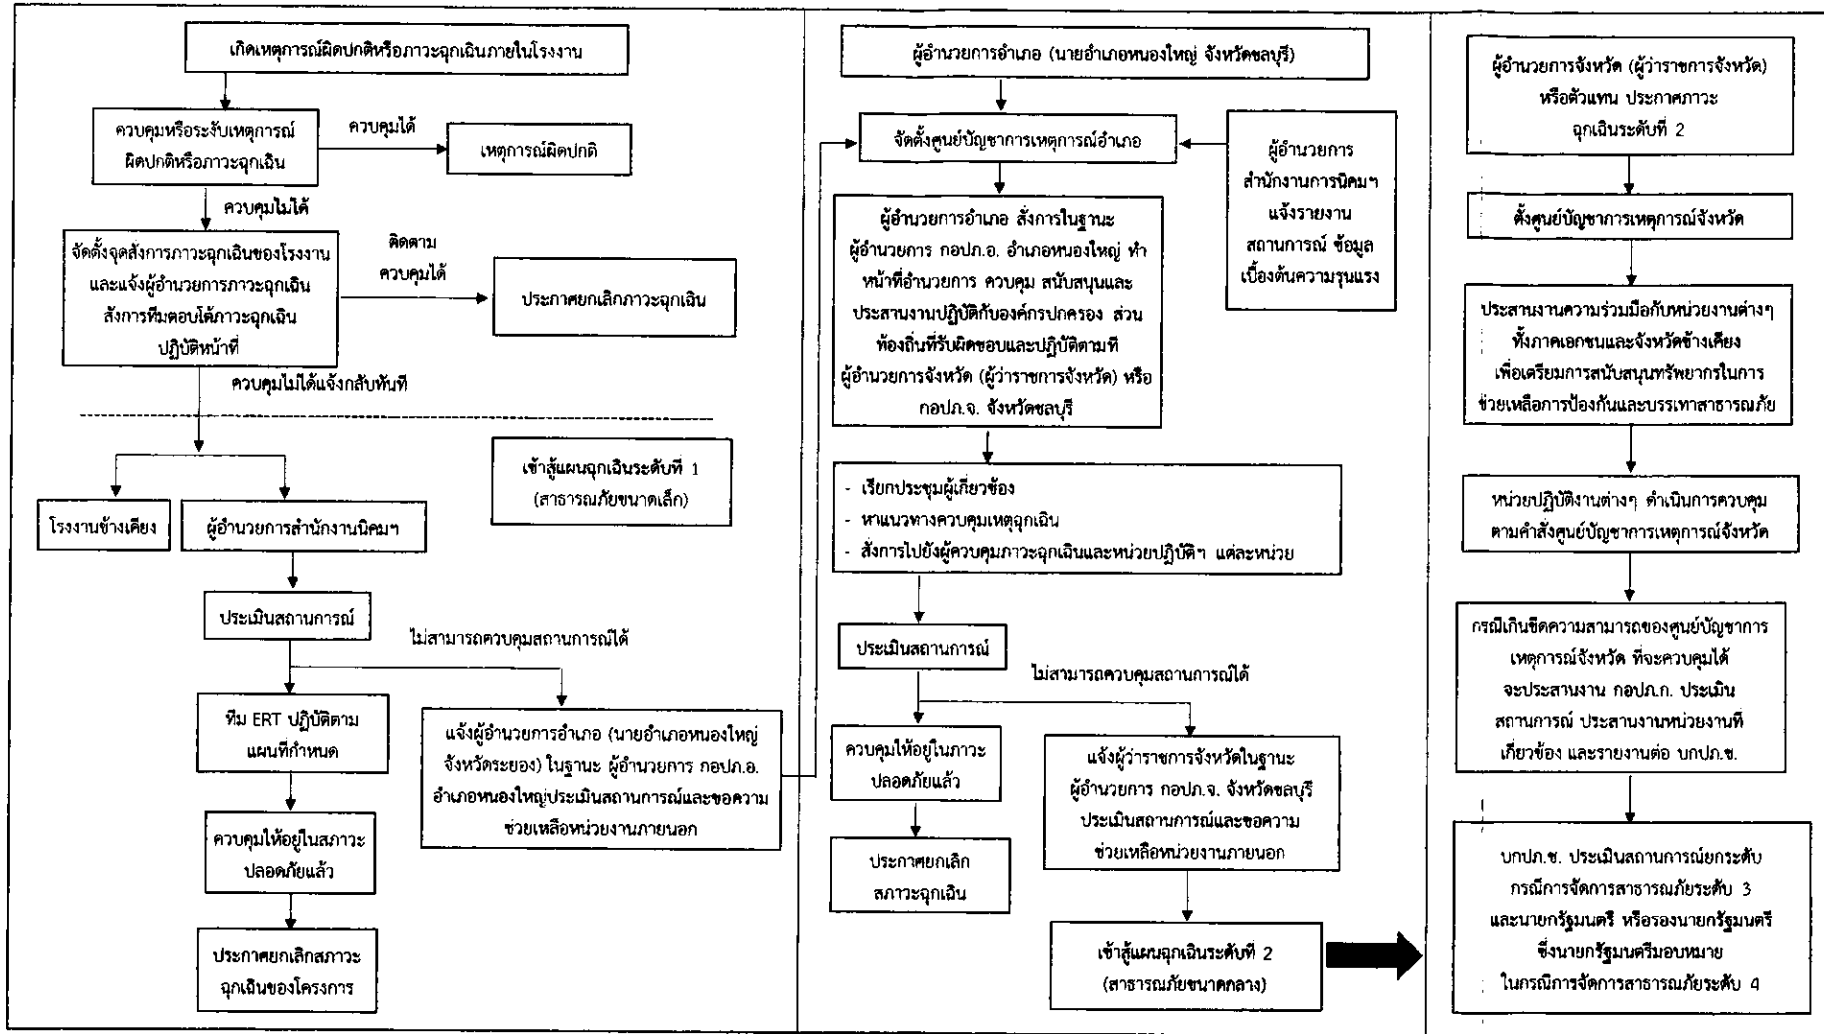 เกิดเหตุการณ์ผิดปกติหรือภาวะฉุกเฉินภายในโรงงาน
ควบคุมหรือระงับเหตุการณ์
ผิดปกติหรือภาวะฉุกเฉิน
ควบคุมได้
เหตุการณ์ผิดปกติ
ควบคุมไม่ได้
จัดตั้งจุดสั่งการภาวะฉุกเฉินของโรงงาน
และแจ้งผู้อำนวยการภาวะฉุกเฉิน
สั่งการทีมตอบโต้ภาวะฉุกเฉิน
ปฏิบัติหน้าที่
ติดตาม
ควบคุมได้
ประกาศยกเลิกภาวะฉุกเฉิน
ควบคุมไม่ได้แจ้งกลับทันที
เข้าสู่แผนฉุกเฉินระดับที่ 1
(สาธารณภัยขนาดเล็ก)
โรงงานข้างเคียง
ผู้อำนวยการสำนักงานนิคมฯ
ประเมินสถานการณ์
ไม่สามารถควบคุมสถานการณ์ได้
ทีม ERT ปฏิบัติตาม
แผนที่กำหนด
แจ้งผู้อำนวยการอำเภอ (นายอำเภอหนองใหญ่
จังหวัดระยอง) ในฐานะ ผู้อำนวยการ กอปภ.อ.
อำเภอหนองใหญ่ประเมินสถานการณ์และขอความ
ช่วยเหลือหน่วยงานภายนอก
ควบคุมให้อยู่ในสภาวะ
ปลอดภัยแล้ว
ประกาศยกเลิกสภาวะ
ฉุกเฉินของโครงการ
ผู้อำนวยการอำเภอ (นายอำเภอหนองใหญ่ จังหวัดชลบุรี)
จัดตั้งศูนย์บัญชาการเหตุการณ์อำเภอ
ผู้อำนวยการ
สำนักงานการนิคมฯ
แจ้งรายงาน
สถานการณ์ ข้อมูล
เบื้องต้นความรุนแรง
ผู้อำนวยการอำเภอ สั่งการในฐานะ
ผู้อำนวยการ กอปภ.อ. อำเภอหนองใหญ่ ทำ
หน้าที่อำนวยการ ควบคุม สนับสนุนและ
ประสานงานปฏิบัติกับองค์กรปกครอง ส่วน
ท้องถิ่นที่รับผิดชอบและปฏิบัติตามที่
ผู้อำนวยการจังหวัด (ผู้ว่าราชการจังหวัด) หรือ
กอปภ.จ. จังหวัดชลบุรี
- เรียกประชุมผู้เกี่ยวข้อง
- หาแนวทางควบคุมเหตุฉุกเฉิน
- สั่งการไปยังผู้ควบคุมภาวะฉุกเฉินและหน่วยปฏิบัติฯ แต่ละหน่วย
ประเมินสถานการณ์
ไม่สามารถควบคุมสถานการณ์ได้
ควบคุมให้อยู่ในภาวะ
ปลอดภัยแล้ว
แจ้งผู้ว่าราชการจังหวัดในฐานะ
ผู้อำนวยการ กอปภ.จ. จังหวัดชลบุรี
ประเมินสถานการณ์และขอความ
ช่วยเหลือหน่วยงานภายนอก
ประกาศยกเลิก
สภาวะฉุกเฉิน
เข้าสู่แผนฉุกเฉินระดับที่ 2
(สาธารณภัยขนาดกลาง)
ผู้อำนวยการจังหวัด (ผู้ว่าราชการจังหวัด)
หรือตัวแทน ประกาศภาวะ
ฉุกเฉินระดับที่ 2
ตั้งศูนย์บัญชาการเหตุการณ์จังหวัด
ประสานงานความร่วมมือกับหน่วยงานต่างๆ
ทั้งภาคเอกชนและจังหวัดข้างเคียง
เพื่อเตรียมการสนับสนุนทรัพยากรในการ
ช่วยเหลือการป้องกันและบรรเทาสาธารณภัย
หน่วยปฏิบัติงานต่างๆ ดำเนินการควบคุม
ตามคำสั่งศูนย์บัญชาการเหตุการณ์จังหวัด
กรณีเกินขีดความสามารถของศูนย์บัญชาการ
เหตุการณ์จังหวัด ที่จะควบคุมได้
จะประสานงาน กอปภ.ก. ประเมิน
สถานการณ์ ประสานงานหน่วยงานที่
เกี่ยวข้อง และรายงานต่อ บกปภ.ช.
บกปภ.ช. ประเมินสถานการณ์ยกระดับ
กรณีการจัดการสาธารณภัยระดับ 3
และนายกรัฐมนตรี หรือรองนายกรัฐมนตรี
ซึ่งนายกรัฐมนตรีมอบหมาย
ในกรณีการจัดการสาธารณภัยระดับ 4